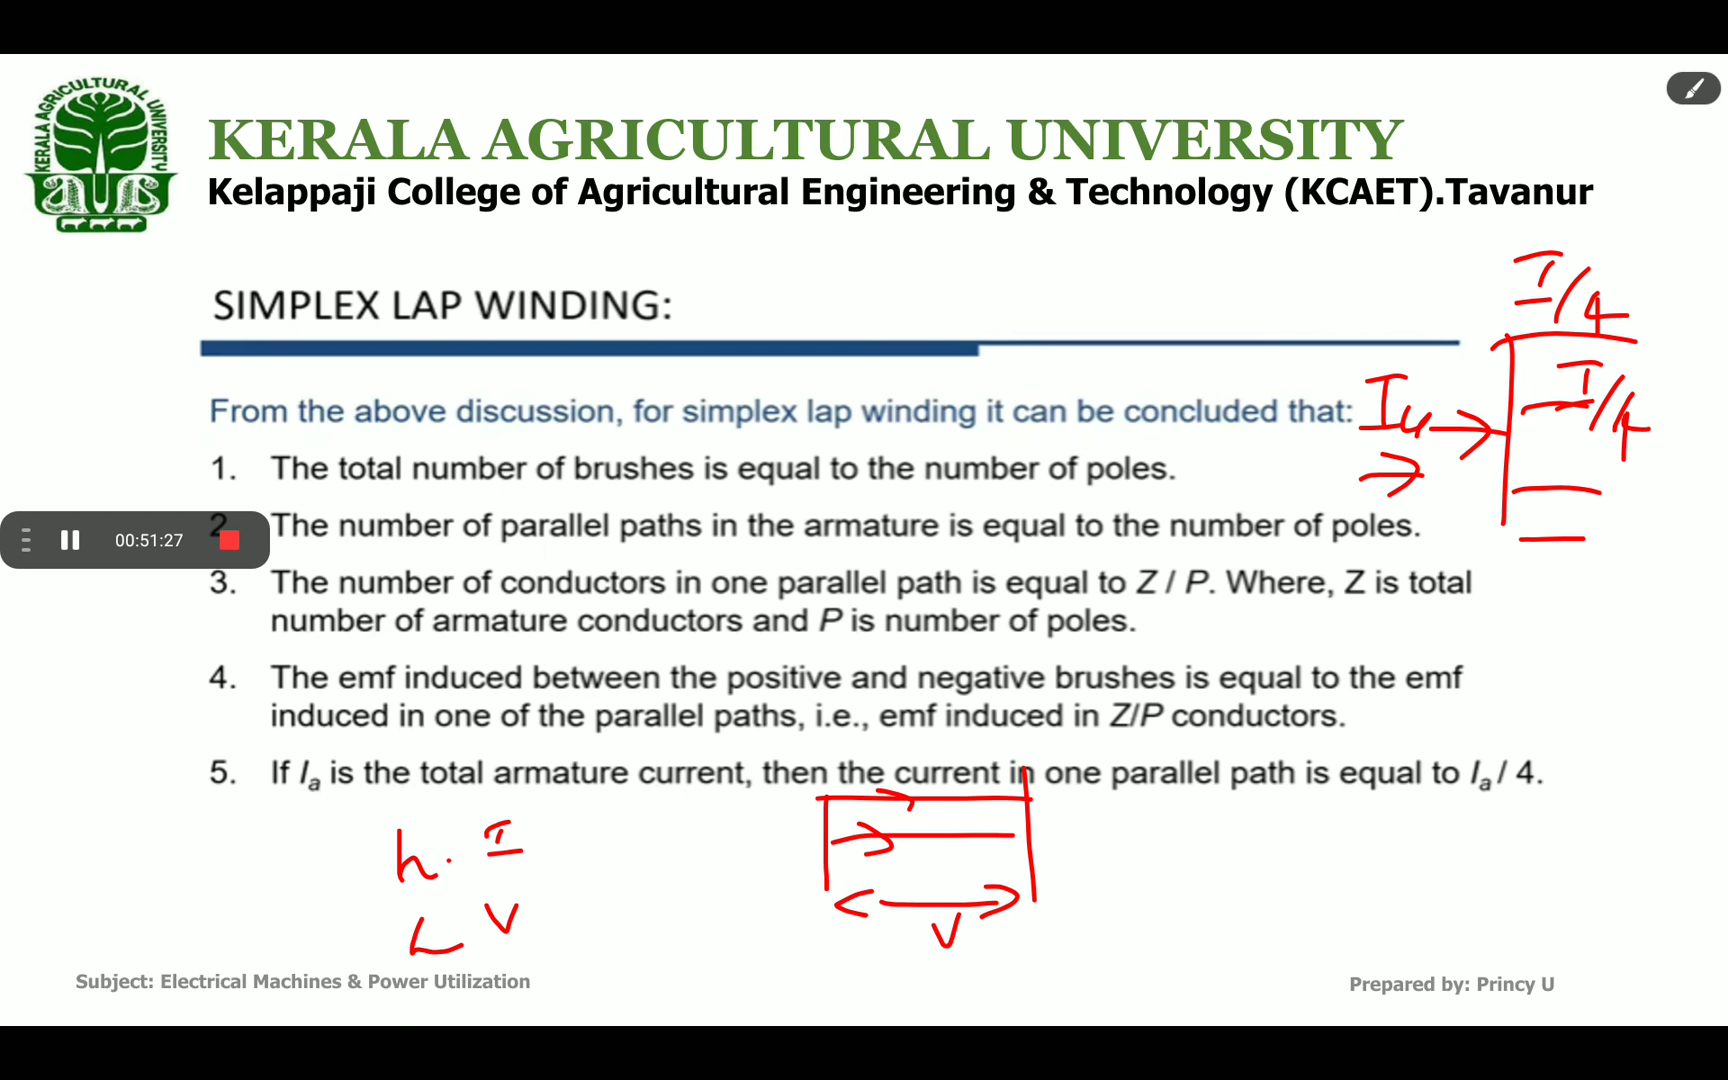 KERALA AGRICULTURAL UNIVERSITY
KERALA AGRICULTURAL UNIVERSITY
Kelappaji College of Agricultural Engineering & Technology (KCAET).Tavanur
SIMPLEX LAP WINDING:
I/4
I/4
From the above discussion, for simplex lap winding it can be concluded that:
1. The total number of brushes is equal to the number of poles.
2. The number of parallel paths in the armature is equal to the number of poles.
00:51:27
3. The number of conductors in one parallel path is equal to Z / P. Where, Z is total
number of armature conductors and P is number of poles.
4. The emf induced between the positive and negative brushes is equal to the emf
induced in one of the parallel paths, i.e., emf induced in Z/P conductors.
5. If Ia is the total armature current, then the current in one parallel path is equal to Ia / 4.
h. I
L V
V
Subject: Electrical Machines & Power Utilization
Prepared by: Princy U